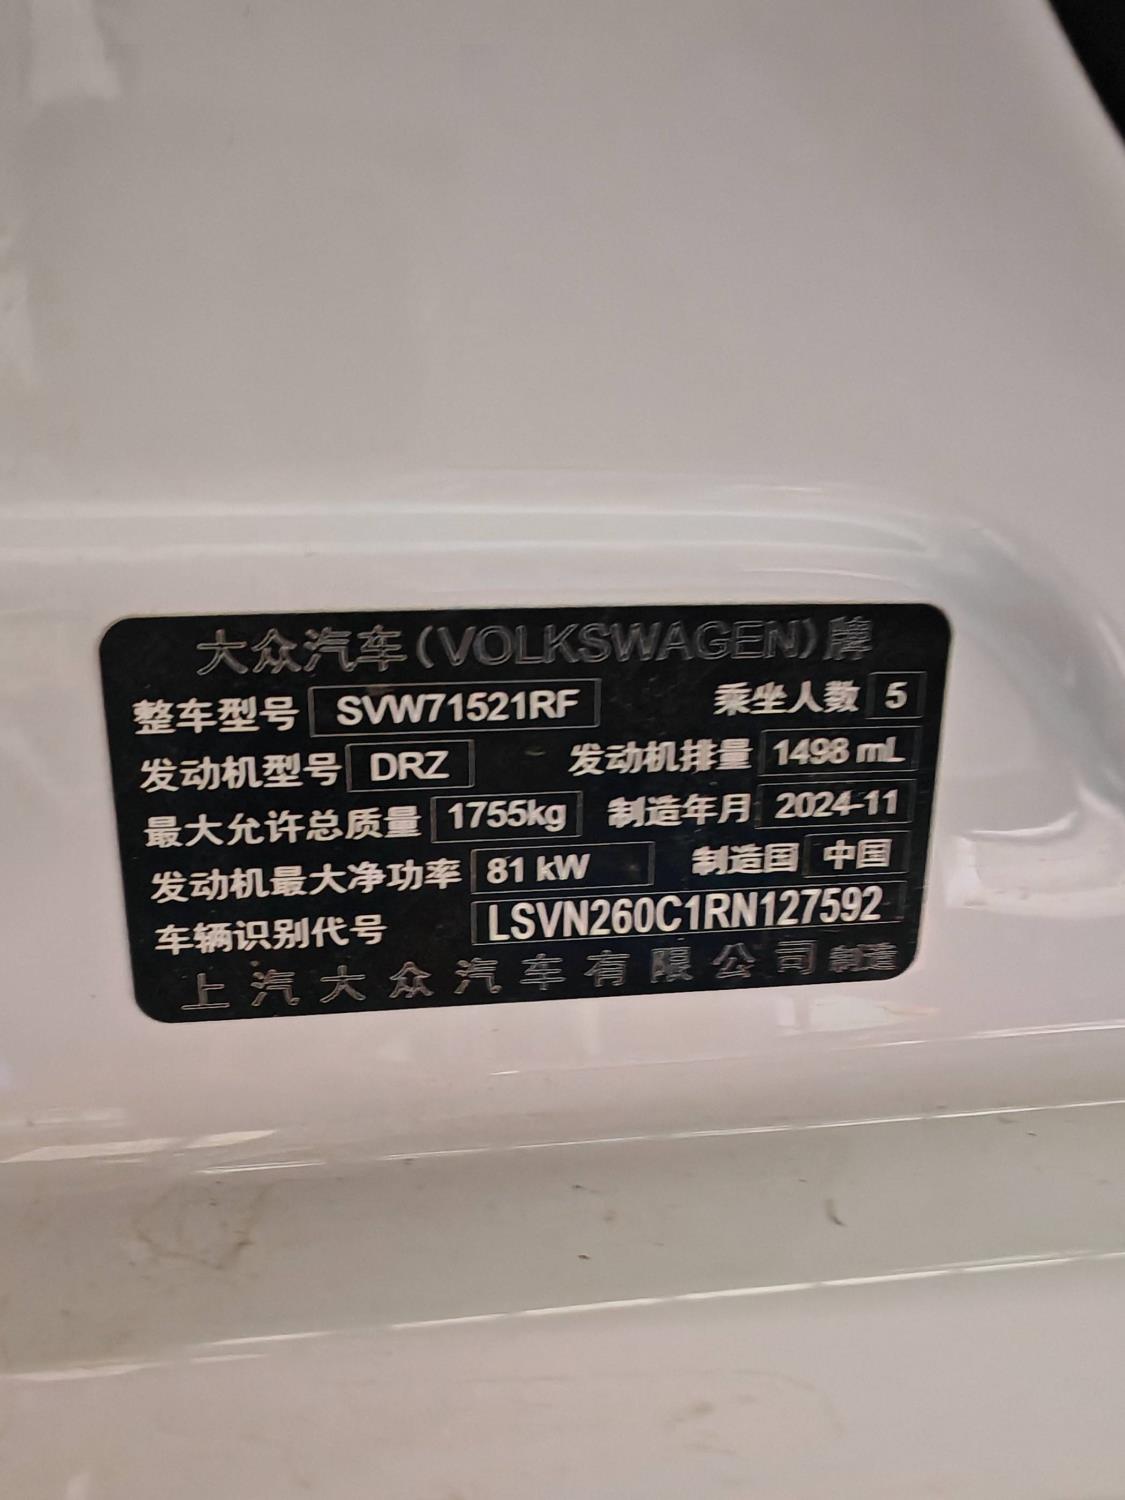 大众汽车(VOLKSWAGEN)牌
整车型号 SVW71521RF 乘坐人数 5
发动机型号 DRZ 发动机排量 1498 mL
最大允许总质量 1755kg 制造年月 2024-11
发动机最大净功率 81 kW 制造国 中国
车辆识别代号 LSVN260C1RN127592
上汽大众汽车有限公司制造